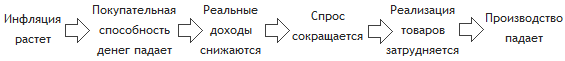 Инфляция
растет
Покупательная
способность
денег падает
Реальные
доходы
снижаются
Спрос
сокращается
Реализация
товаров
затрудняется
Производство
падает